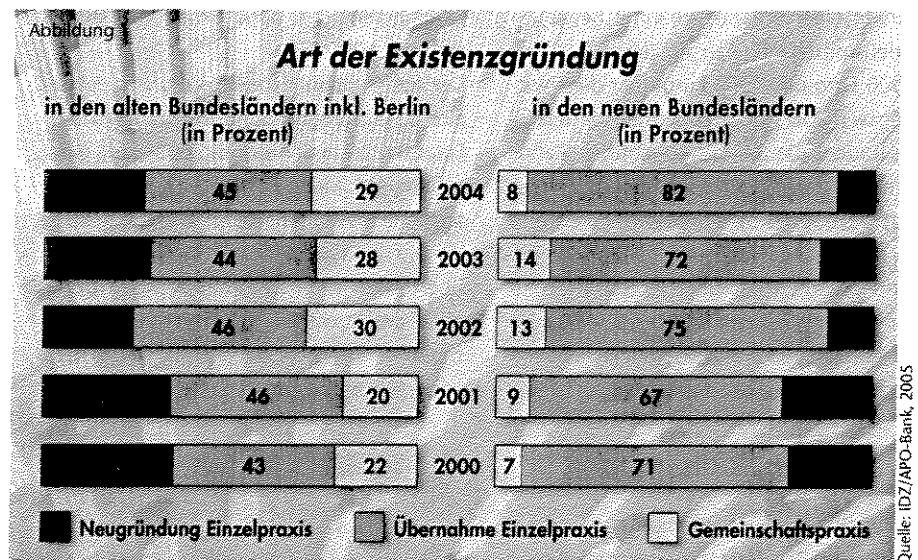 Abbildung
Art der Existenzgründung
in den alten Bundesländern inkl. Berlin
(in Prozent)
in den neuen Bundesländern
(in Prozent)
45 29 2004 8 82
44 28 2003 14 72
46 30 2002 13 75
46 20 2001 9 67
43 22 2000 7 71
Neugründung Einzelpraxis Übernahme Einzelpraxis Gemeinschaftspraxis
Quelle: IDZ/APO-Bank, 2005